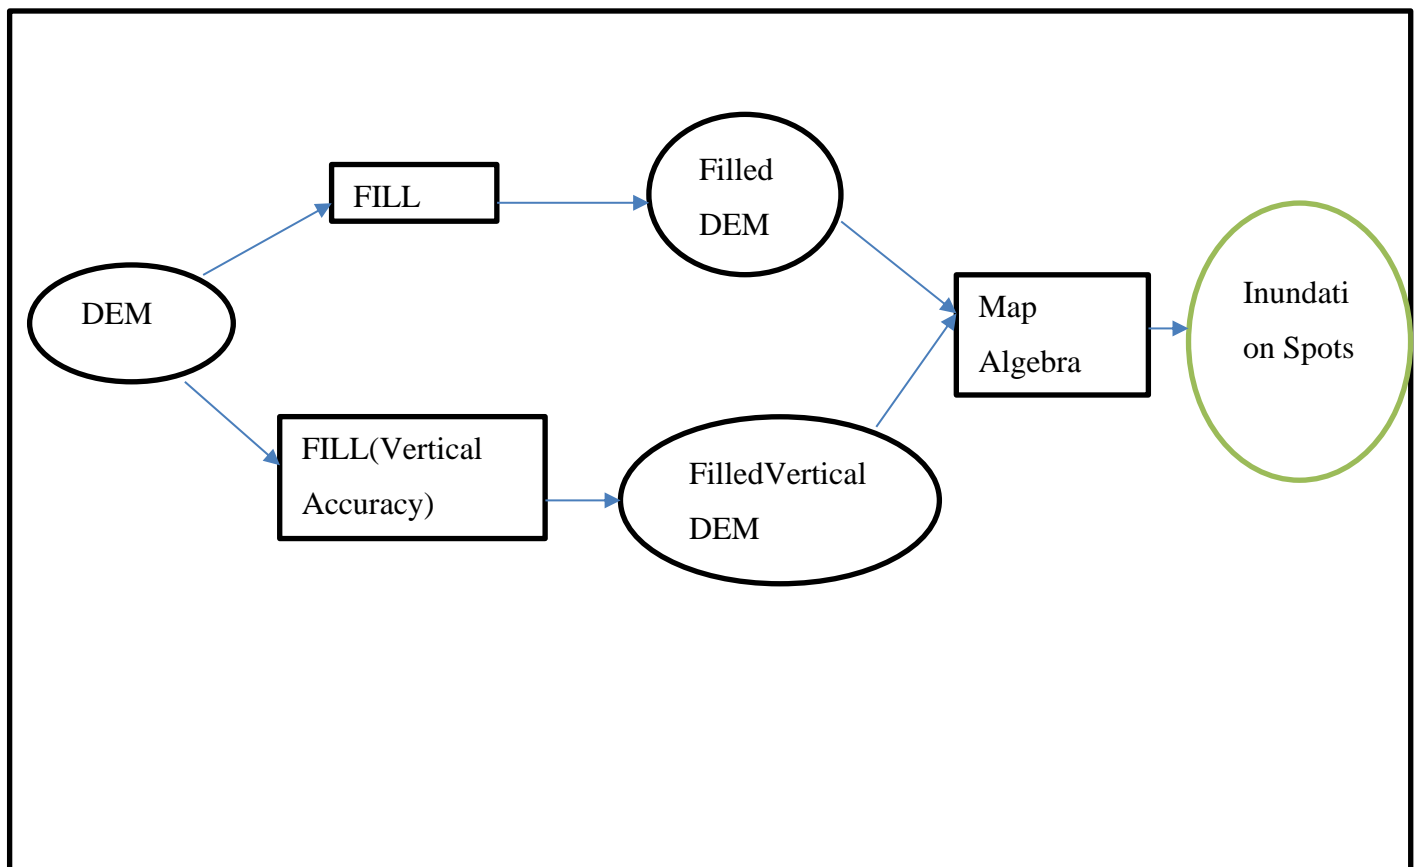 DEM
FILL
Filled
DEM
FILL(Vertical
Accuracy)
FilledVertical
DEM
Map
Algebra
Inundati
on Spots